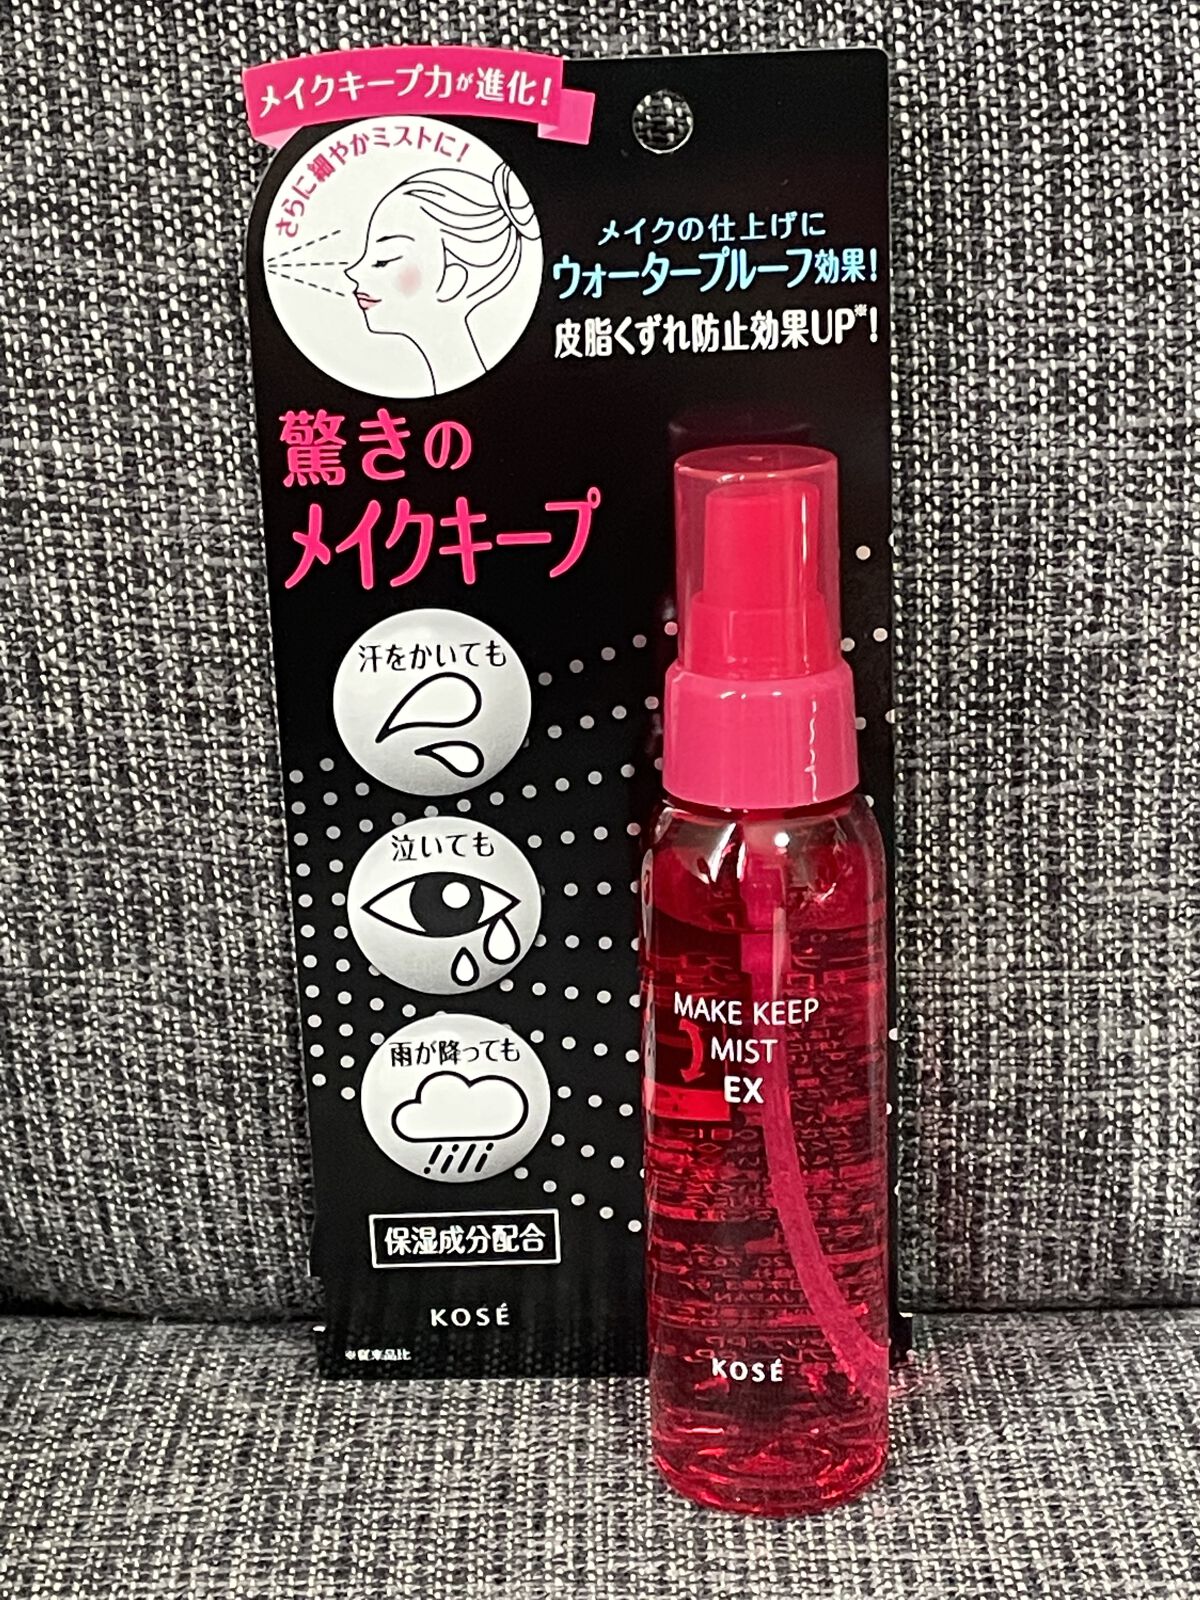 メイクキープ力が進化!
さらに細やかミストに!
メイクの仕上げに
ウォータープルーフ効果!
皮脂くずれ防止効果UP※!
驚きの
メイクキープ
汗をかいても
泣いても
雨が降っても
保湿成分配合
KOSÉ
※従来品比
MAKE KEEP
MIST
EX
KOSÉ